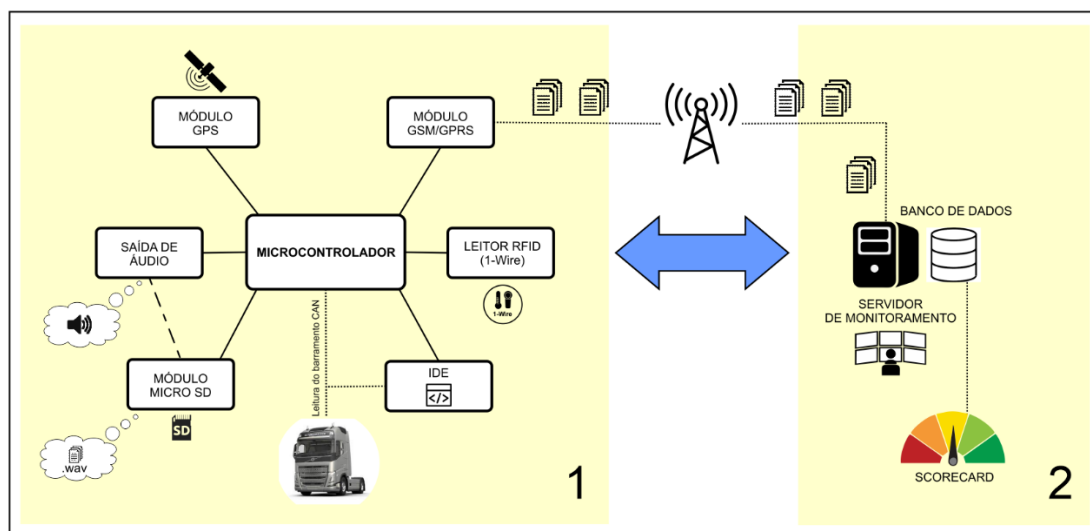 MÓDULO
GPS
MÓDULO
GSM/GPRS
SAÍDA DE
ÁUDIO
MICROCONTROLADOR
LEITOR RFID
(1-Wire)
1-Wire
MÓDULO
MICRO SD
SD
.wav
Leitura do barramento CAN
IDE
</>
1
BANCO DE DADOS
SERVIDOR
DE MONITORAMENTO
SCORECARD
2